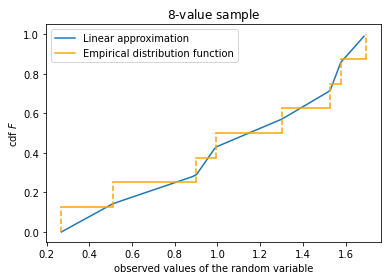 8-value sample
Linear approximation
Empirical distribution function
cdf F
1.0
0.8
0.6
0.4
0.2
0.0
0.2 0.4 0.6 0.8 1.0 1.2 1.4 1.6
observed values of the random variable